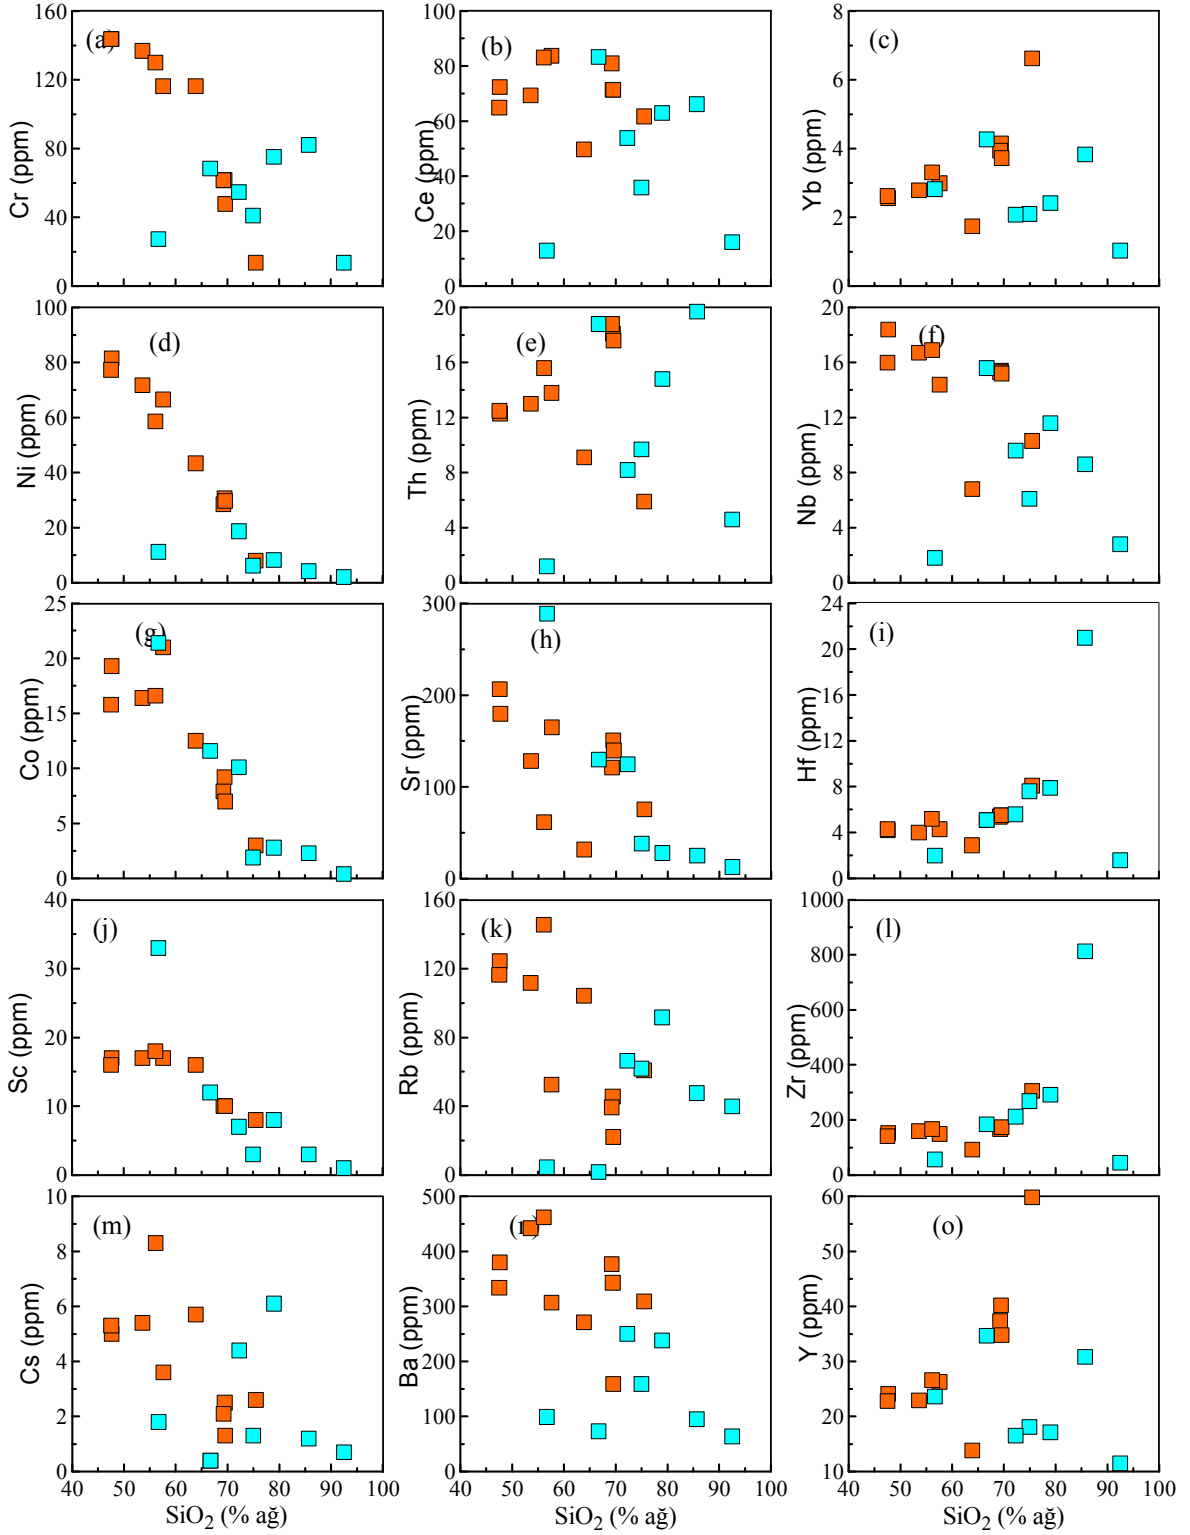 160
120
80
40
0
Cr (ppm)
(a)
100
80
60
40
20
0
Ce (ppm)
(b)
8
6
4
2
0
Yb (ppm)
(c)
100
80
60
40
20
0
Ni (ppm)
(d)
20
16
12
8
4
0
Th (ppm)
(e)
20
16
12
8
4
0
Nb (ppm)
(f)
25
20
15
10
5
0
Co (ppm)
(g)
300
200
100
0
Sr (ppm)
(h)
24
20
16
12
8
4
0
Hf (ppm)
(i)
40
30
20
10
0
Sc (ppm)
(j)
160
120
80
40
0
Rb (ppm)
(k)
1000
800
600
400
200
0
Zr (ppm)
(l)
10
8
6
4
2
0
Cs (ppm)
(m)
40 50 60 70 80 90 100
SiO2 (% ağ)
500
400
300
200
100
0
Ba (ppm)
(n)
40 50 60 70 80 90 100
SiO2 (% ağ)
60
50
40
30
20
10
Y (ppm)
(o)
40 50 60 70 80 90 100
SiO2 (% ağ)